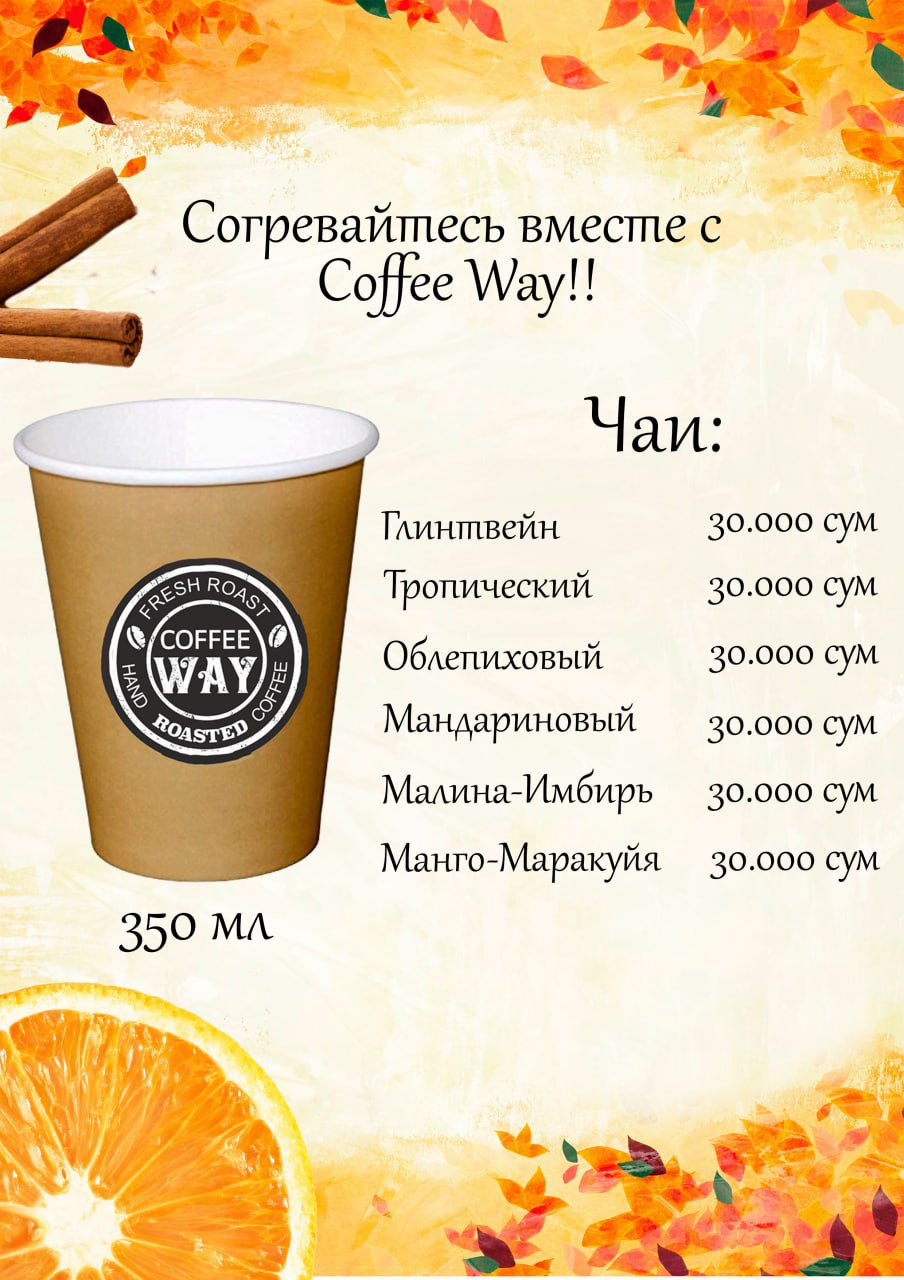 Согревайтесь вместе с
Coffee Way!!
Чаи:
Глинтвейн 30.000 сум
Тропический 30.000 сум
Облепиховый 30.000 сум
Мандариновый 30.000 сум
Малина-Имбирь 30.000 сум
Манго-Маракуйя 30.000 сум
FRESH ROAST
COFFEE
WAY
HAND ROASTED COFFEE
350 мл